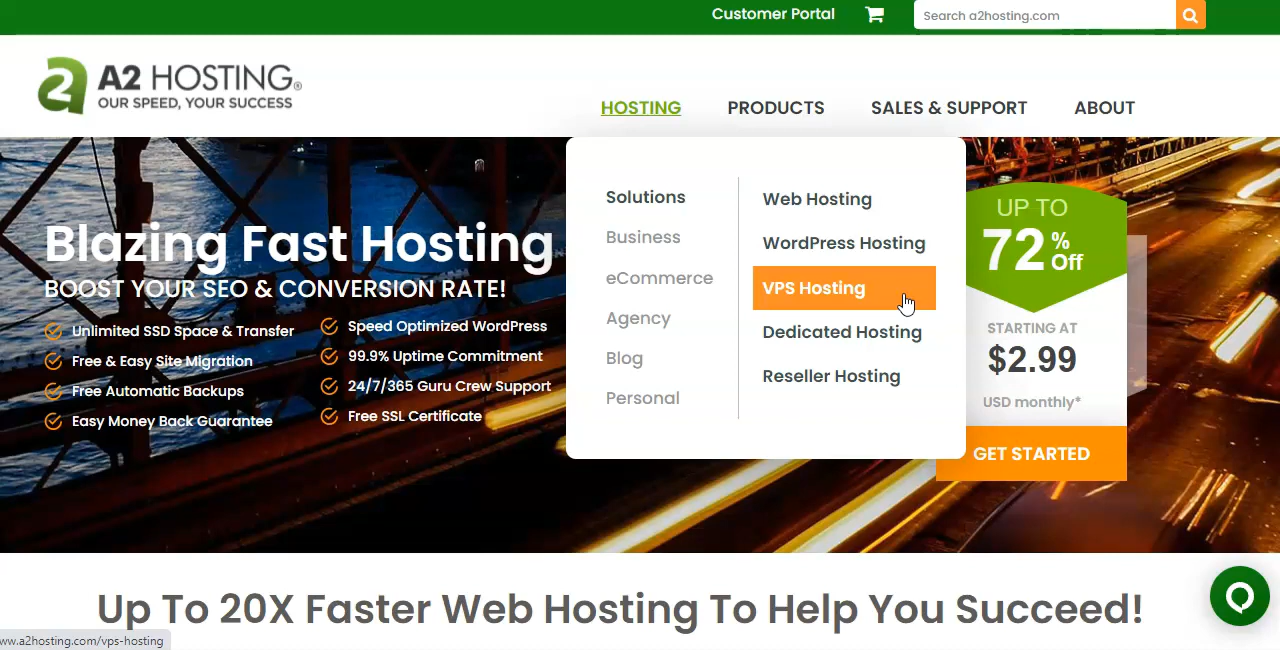 Customer Portal
Search a2hosting.com
A2 HOSTING®
OUR SPEED, YOUR SUCCESS
HOSTING
PRODUCTS
SALES & SUPPORT
ABOUT
Solutions
Business
eCommerce
Agency
Blog
Personal
Web Hosting
WordPress Hosting
VPS Hosting
Dedicated Hosting
Reseller Hosting
Blazing Fast Hosting
BOOST YOUR SEO & CONVERSION RATE!
Unlimited SSD Space & Transfer
Free & Easy Site Migration
Free Automatic Backups
Easy Money Back Guarantee
Speed Optimized WordPress
99.9% Uptime Commitment
24/7/365 Guru Crew Support
Free SSL Certificate
UP TO
72% Off
STARTING AT
$2.99
USD monthly*
GET STARTED
Up To 20X Faster Web Hosting To Help You Succeed!
ww.a2hosting.com/vps-hosting